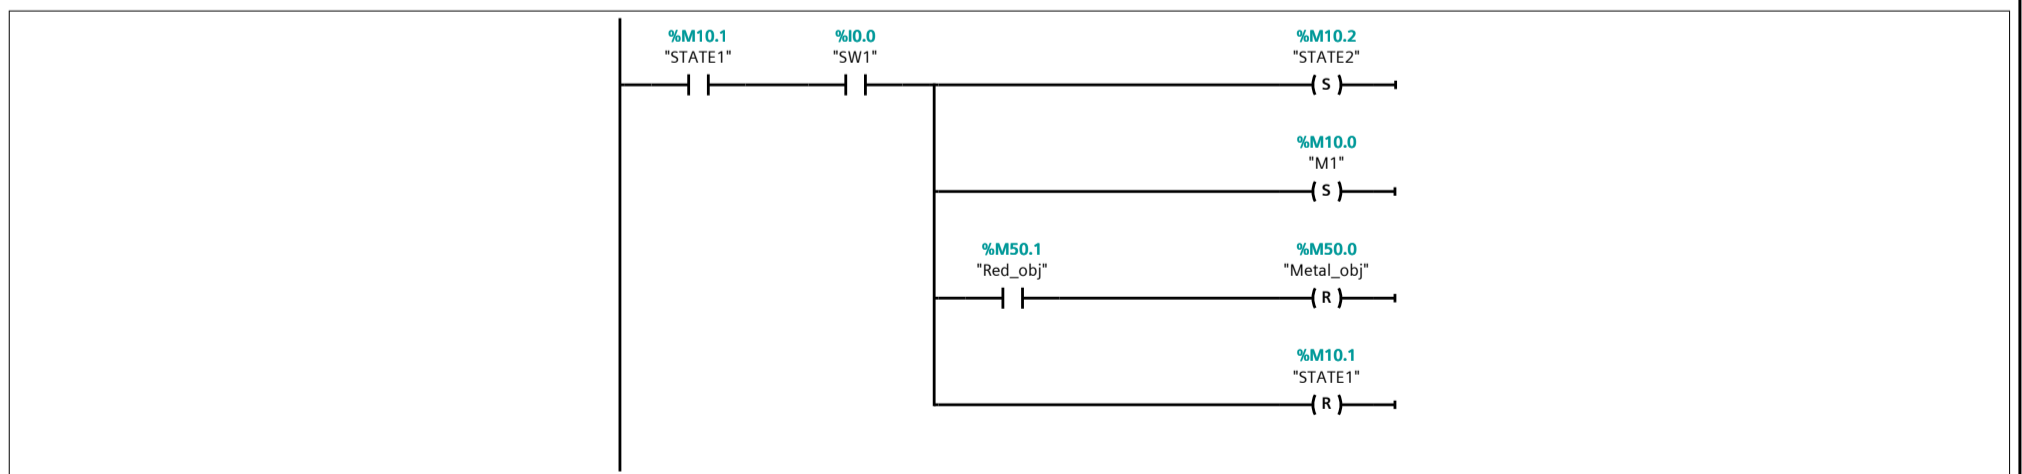 %M10.1
"STATE1"
%I0.0
"SW1"
%M10.2
"STATE2"
S
%M10.0
"M1"
S
%M50.1
"Red_obj"
%M50.0
"Metal_obj"
R
%M10.1
"STATE1"
R